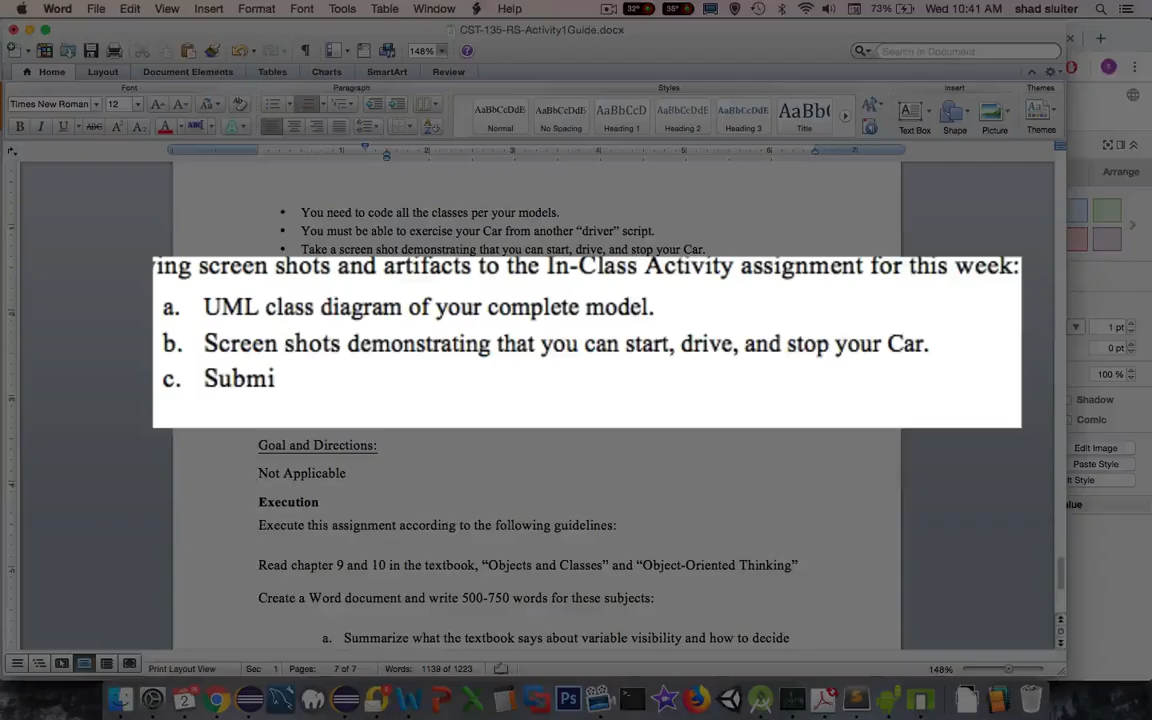 Word File Edit View Insert Format Font Tools Table Window Help 32° 35° 73% Wed 10:41 AM shad sluiter
CST-135-RS-Activity1Guide.docx
148% Search in Document
Home Layout Document Elements Tables Charts SmartArt Review
Font Paragraph Styles Insert Themes
Times New Roman 12
AaBbCcDdE AaBbCcDdE AaBbCcD AaBbCcDdE AaBbCcDdE AaBb(
Normal No Spacing Heading 1 Heading 2 Heading 3 Title Text Box Shape Picture Themes
Arrange
• You need to code all the classes per your models.
• You must be able to exercise your Car from another “driver” script.
• Take a screen shot demonstrating that you can start, drive, and stop your Car.
ing screen shots and artifacts to the In-Class Activity assignment for this week:
a. UML class diagram of your complete model.
b. Screen shots demonstrating that you can start, drive, and stop your Car.
c. Submi
1 pt
0 pt
100 %
Shadow
Comic
Edit Image
Paste Style
Style
Goal and Directions:
Not Applicable
Execution
Execute this assignment according to the following guidelines:
Read chapter 9 and 10 in the textbook, “Objects and Classes” and “Object-Oriented Thinking”
Create a Word document and write 500-750 words for these subjects:
a. Summarize what the textbook says about variable visibility and how to decide
Print Layout View Sec 1 Pages: 7 of 7 Words: 1139 of 1223 148%